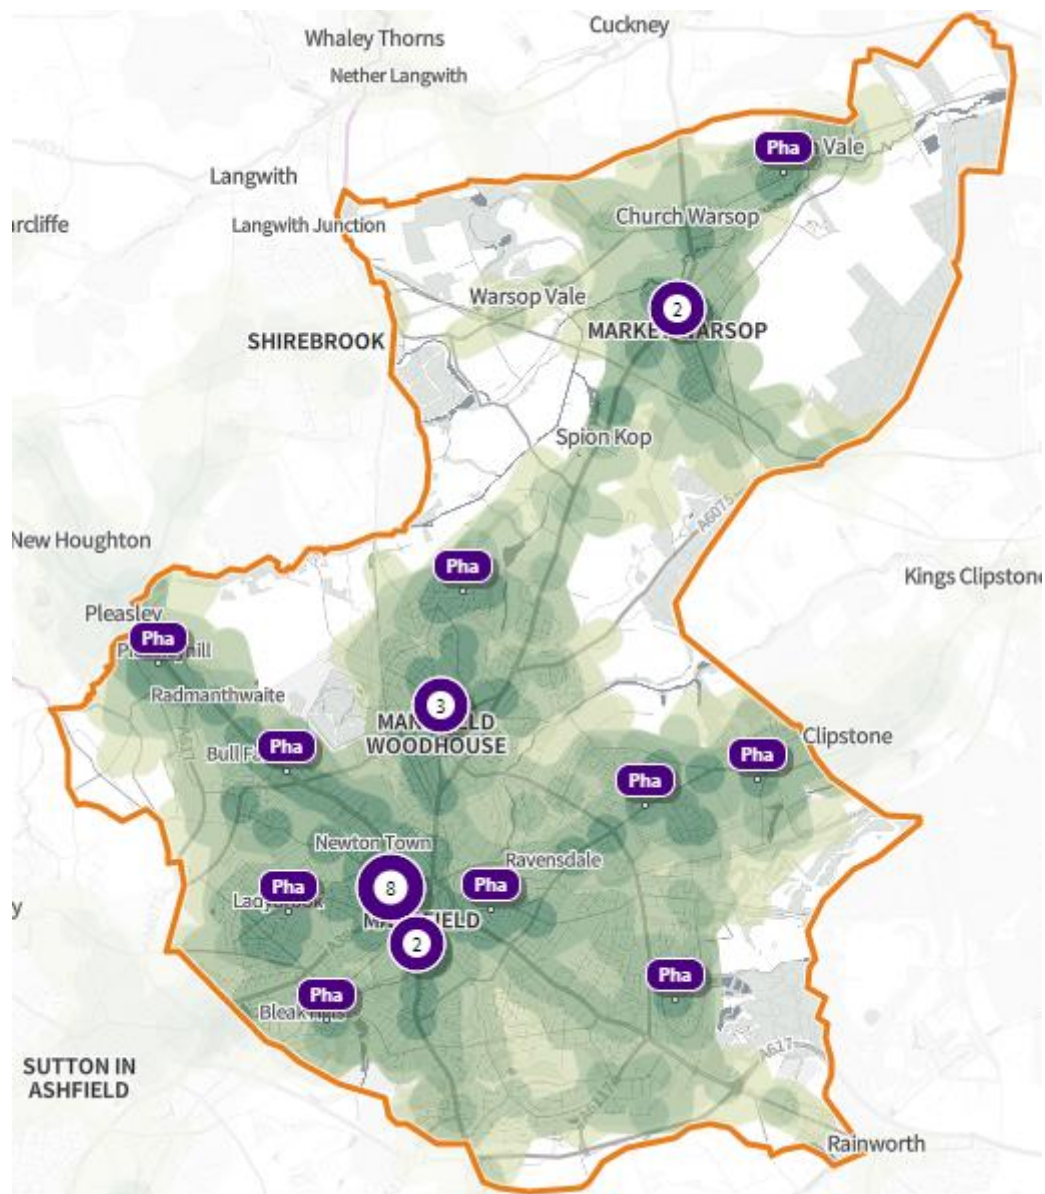 Cuckney
Whaley Thorns
Nether Langwith
Pha
Vale
Langwith
Church Warsop
Langwith Junction
Warsop Vale
2
SHIREBROOK
Spion Kop
A6075
New Houghton
Pha
Kings Clipstone
Pleasley
Pha
Radmanthwaite
3
WOODHOUSE
Clipstone
Pha
Bull
Pha
Pha
Newton Town
Ravensdale
Pha
8
Pha
2
Pha
Pha
A617
SUTTON IN
ASHFIELD
Rainworth